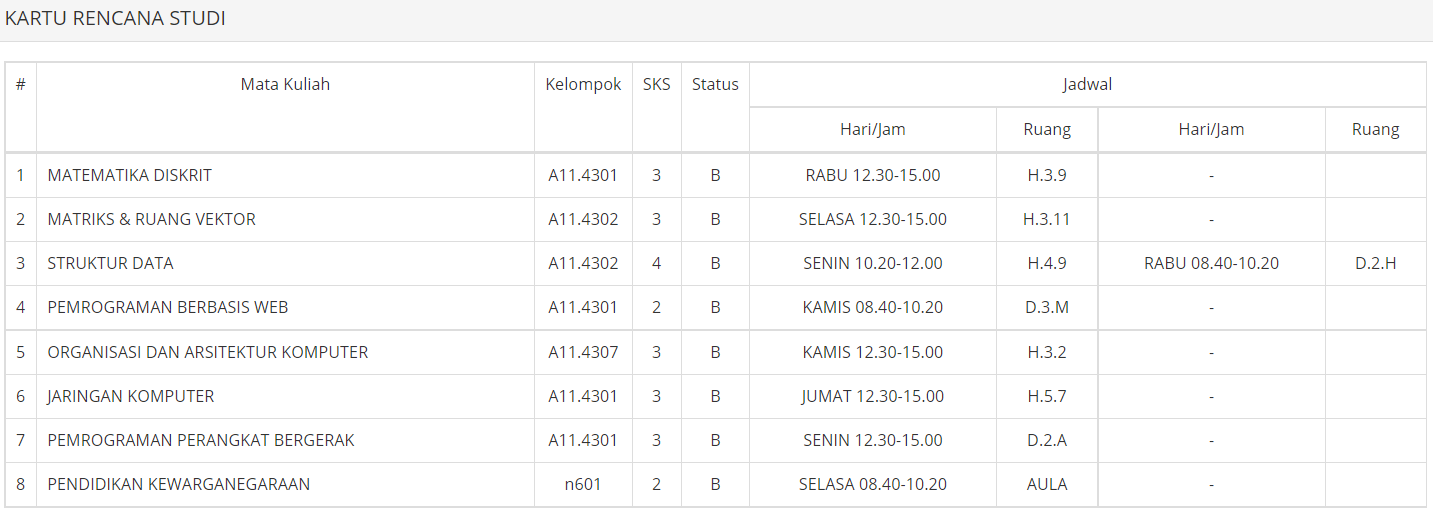 KARTU RENCANA STUDI
# Mata Kuliah Kelompok SKS Status Jadwal
Hari/Jam Ruang Hari/Jam Ruang
1 MATEMATIKA DISKRIT A11.4301 3 B RABU 12.30-15.00 H.3.9 -
2 MATRIKS & RUANG VEKTOR A11.4302 3 B SELASA 12.30-15.00 H.3.11 -
3 STRUKTUR DATA A11.4302 4 B SENIN 10.20-12.00 H.4.9 RABU 08.40-10.20 D.2.H
4 PEMROGRAMAN BERBASIS WEB A11.4301 2 B KAMIS 08.40-10.20 D.3.M -
5 ORGANISASI DAN ARSITEKTUR KOMPUTER A11.4307 3 B KAMIS 12.30-15.00 H.3.2 -
6 JARINGAN KOMPUTER A11.4301 3 B JUMAT 12.30-15.00 H.5.7 -
7 PEMROGRAMAN PERANGKAT BERGERAK A11.4301 3 B SENIN 12.30-15.00 D.2.A -
8 PENDIDIKAN KEWARGANEGARAAN n601 2 B SELASA 08.40-10.20 AULA -